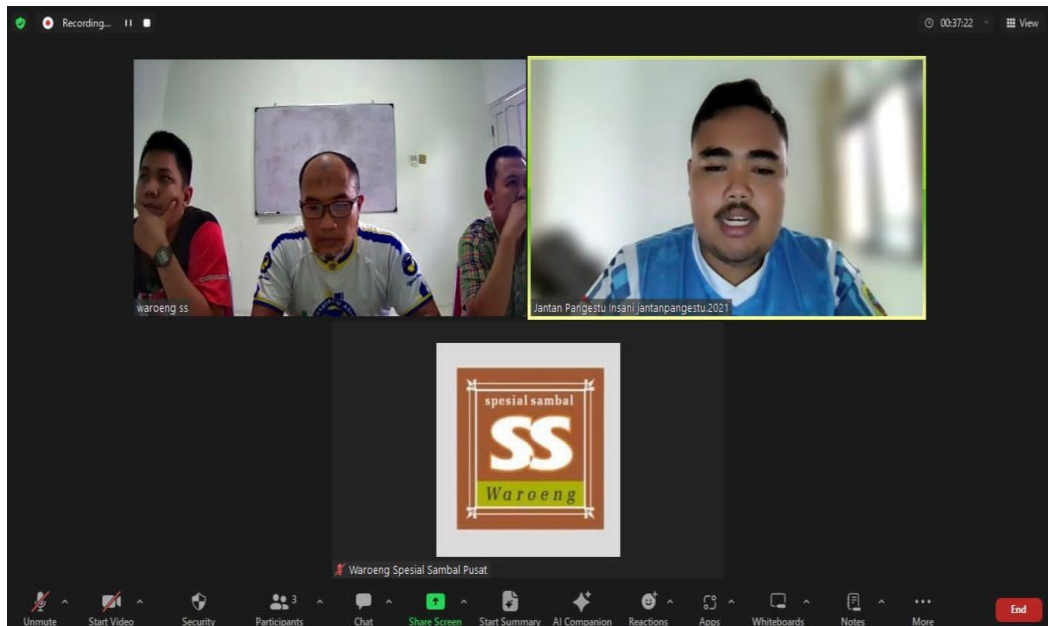 Recording...
00:37:22
View
waroeng ss
Jantan Pangestu Insani jantanpangestu.2021
spesial sambal
SS
Waroeng
Waroeng Spesial Sambal Pusat
Unmute
Start Video
Security
Participants
3
Chat
Share Screen
Start Summary
AI Companion
Reactions
Apps
Whiteboards
Notes
More
End